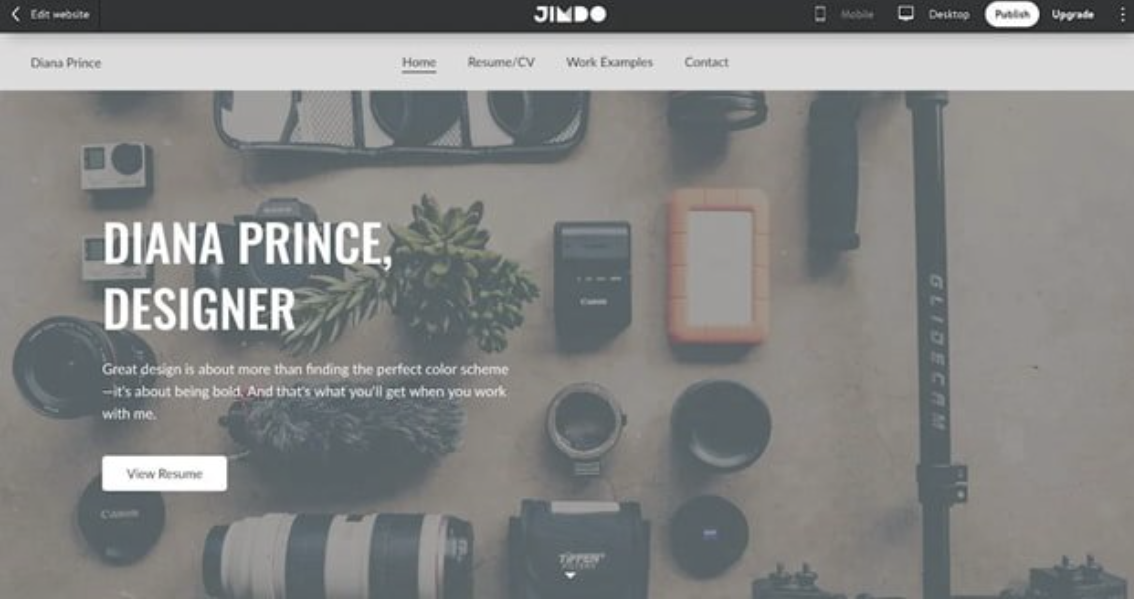 Edit website
JIMDO
Mobile
Desktop
Publish
Upgrade
Diana Prince
Home
Resume/CV
Work Examples
Contact
DIANA PRINCE,
DESIGNER
Great design is about more than finding the perfect color scheme
—it's about being bold. And that's what you'll get when you work
with me.
View Resume
Canon
GLIDECAM
Canon
TIFFEN
FILTERS